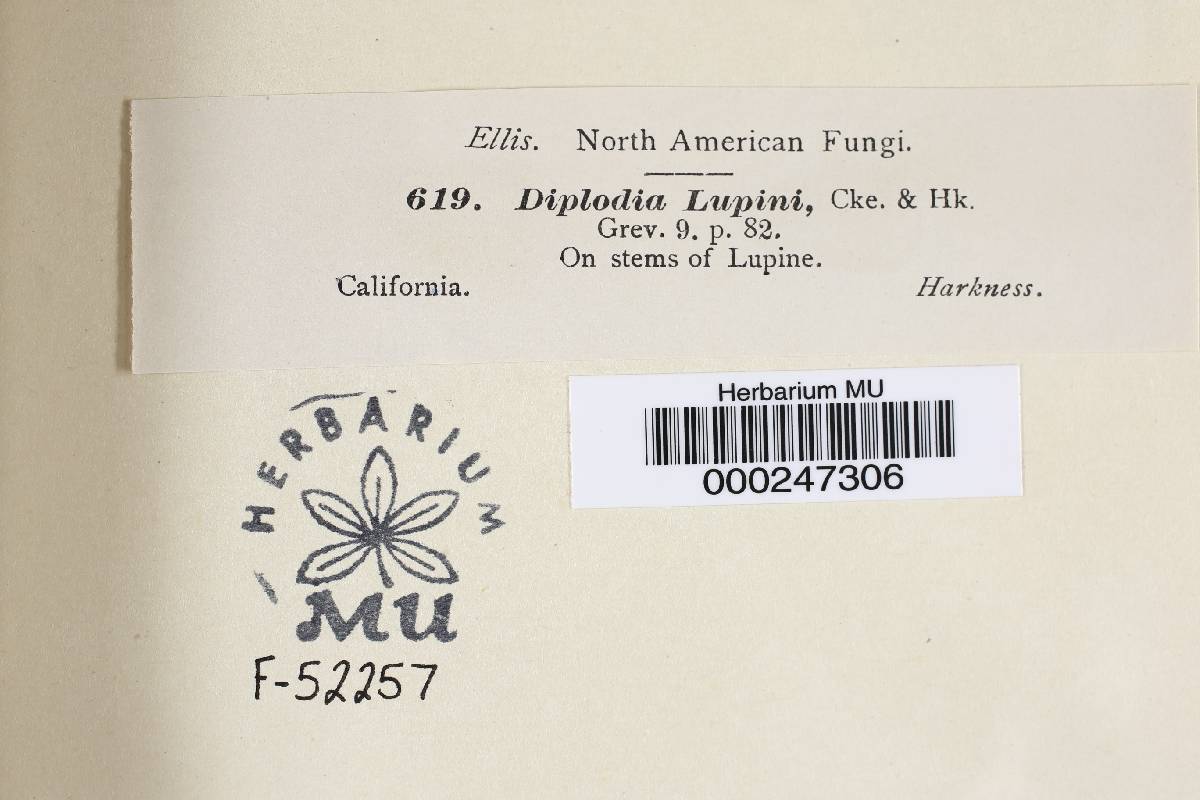 Ellis. North American Fungi.
619. Diplodia Lupini, Cke. & Hk.
Grev. 9. p. 82.
On stems of Lupine.
California. Harkness.
Herbarium MU
000247306
HERBARIUM
MU
F-52257